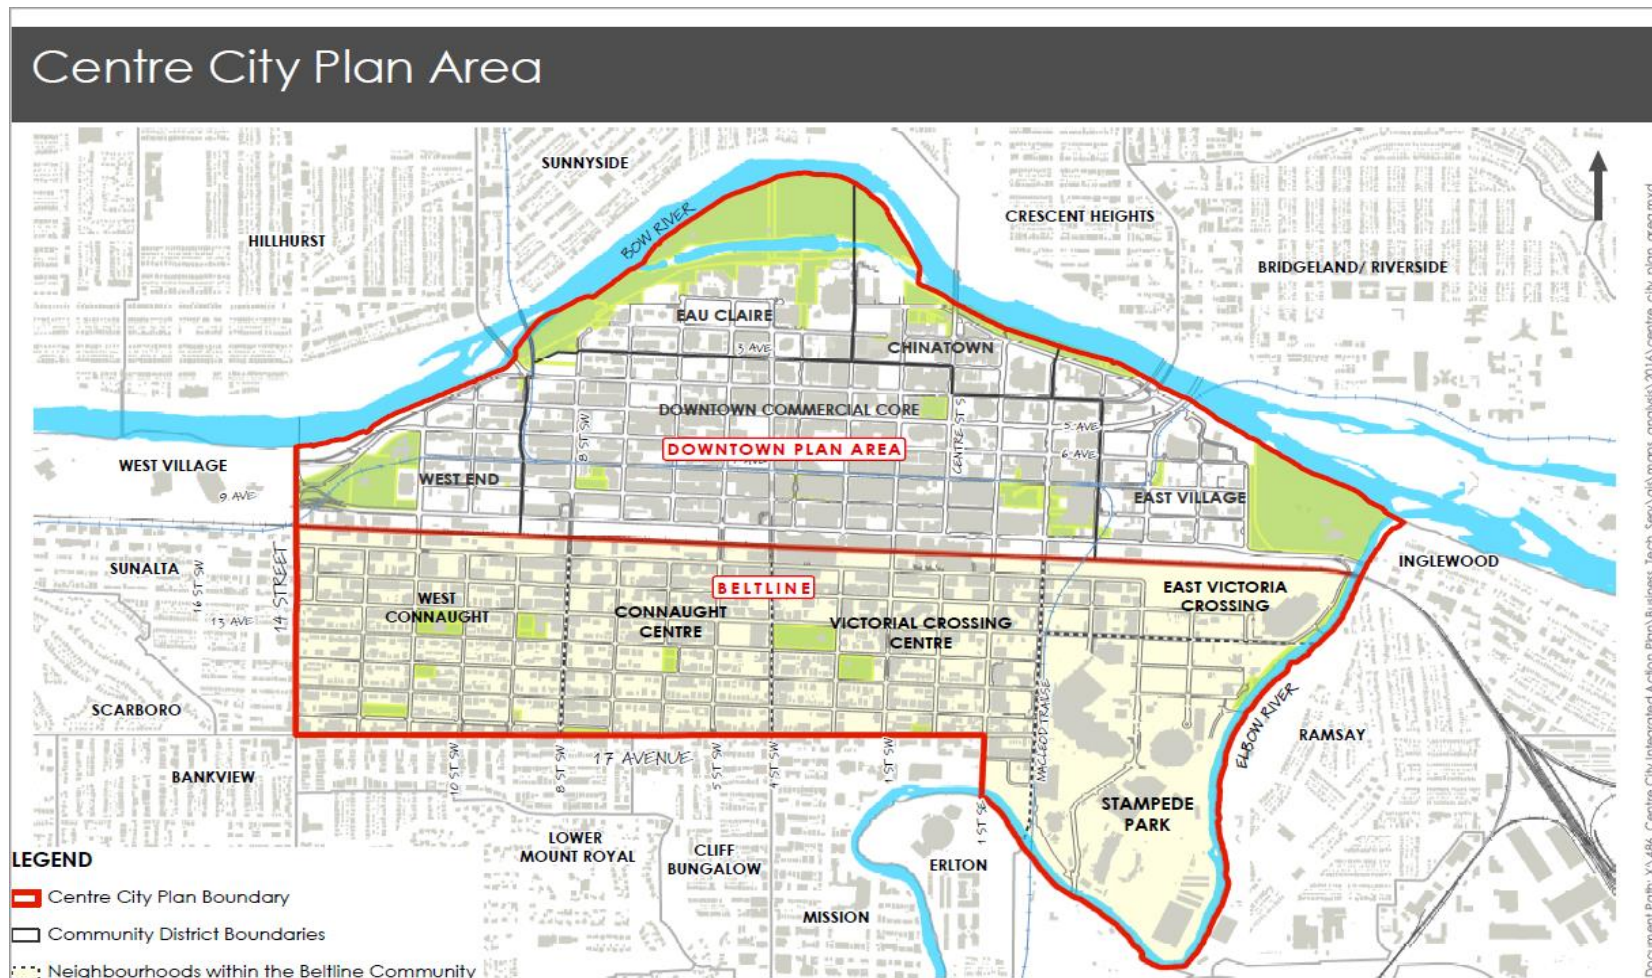 Centre City Plan Area
SUNNYSIDE
BOW RIVER
CRESCENT HEIGHTS
HILLHURST
BRIDGELAND/ RIVERSIDE
EAU CLAIRE
3 AVE
CHINATOWN
DOWNTOWN COMMERCIAL CORE
8 ST SW
CENTRE ST S
5 AVE
DOWNTOWN PLAN AREA
6 AVE
WEST VILLAGE
WEST END
9 AVE
EAST VILLAGE
INGLEWOOD
SUNALTA
16 ST SW
14 STREET
BELTLINE
EAST VICTORIA
CROSSING
WEST
CONNAUGHT
CONNAUGHT
CENTRE
VICTORIAL CROSSING
CENTRE
13 AVE
MACLEOD TRAIL SE
ELBOW RIVER
SCARBORO
RAMSAY
BANKVIEW
10 ST SW
8 ST SW
17 AVENUE
5 ST SW
4 ST SW
1 ST SW
1 ST SE
STAMPEDE
PARK
LOWER
MOUNT ROYAL
CLIFF
BUNGALOW
ERLTON
MISSION
LEGEND
Centre City Plan Boundary
Community District Boundaries
Neighbourhoods within the Beltline Community